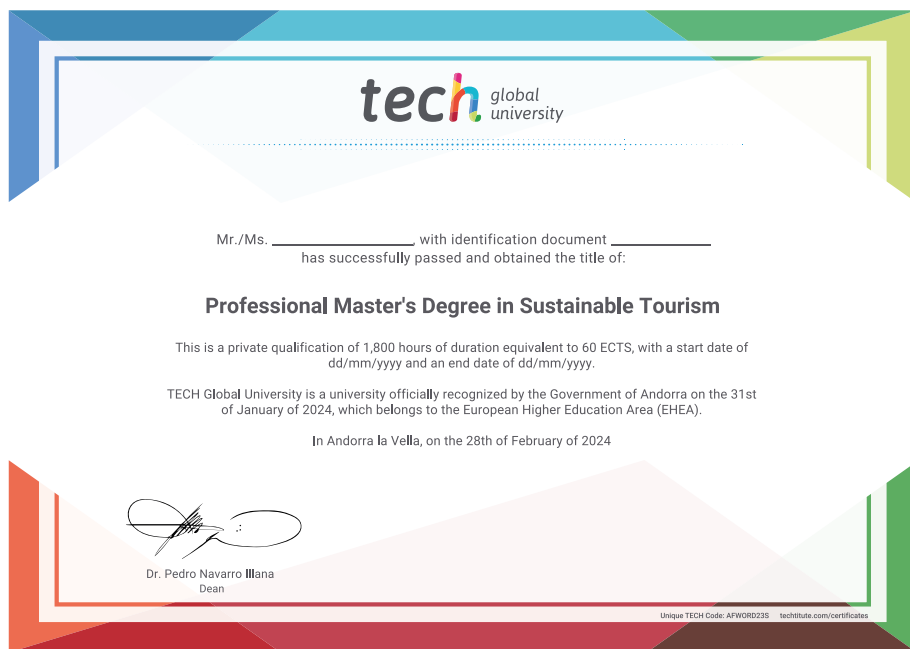 tech global university
Mr./Ms. ________________, with identification document ____________
has successfully passed and obtained the title of:
Professional Master's Degree in Sustainable Tourism
This is a private qualification of 1,800 hours of duration equivalent to 60 ECTS, with a start date of
dd/mm/yyyy and an end date of dd/mm/yyyy.
TECH Global University is a university officially recognized by the Government of Andorra on the 31st
of January of 2024, which belongs to the European Higher Education Area (EHEA).
In Andorra la Vella, on the 28th of February of 2024
Dr. Pedro Navarro Illana
Dean
Unique TECH Code: AFWORD23S techtitute.com/certificates